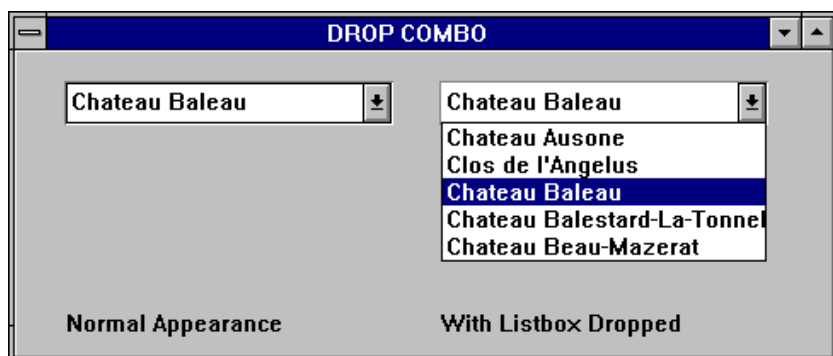 DROP COMBO
Chateau Baleau
Chateau Baleau
Chateau Ausone
Clos de l'Angelus
Chateau Baleau
Chateau Balestard-La-Tonnel
Chateau Beau-Mazerat
Normal Appearance
With Listbox Dropped